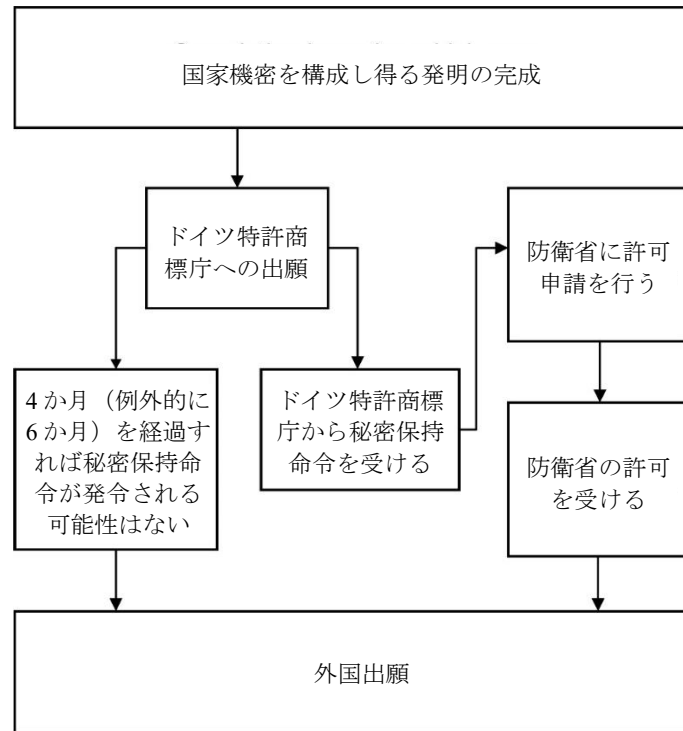 国家機密を構成し得る発明の完成
ドイツ特許商
標庁への出願
防衛省に許可
申請を行う
4か月（例外的に
6か月）を経過す
れば秘密保持命
令が発令される
可能性はない
ドイツ特許商標
庁から秘密保持
命令を受ける
防衛省の許可
を受ける
外国出願